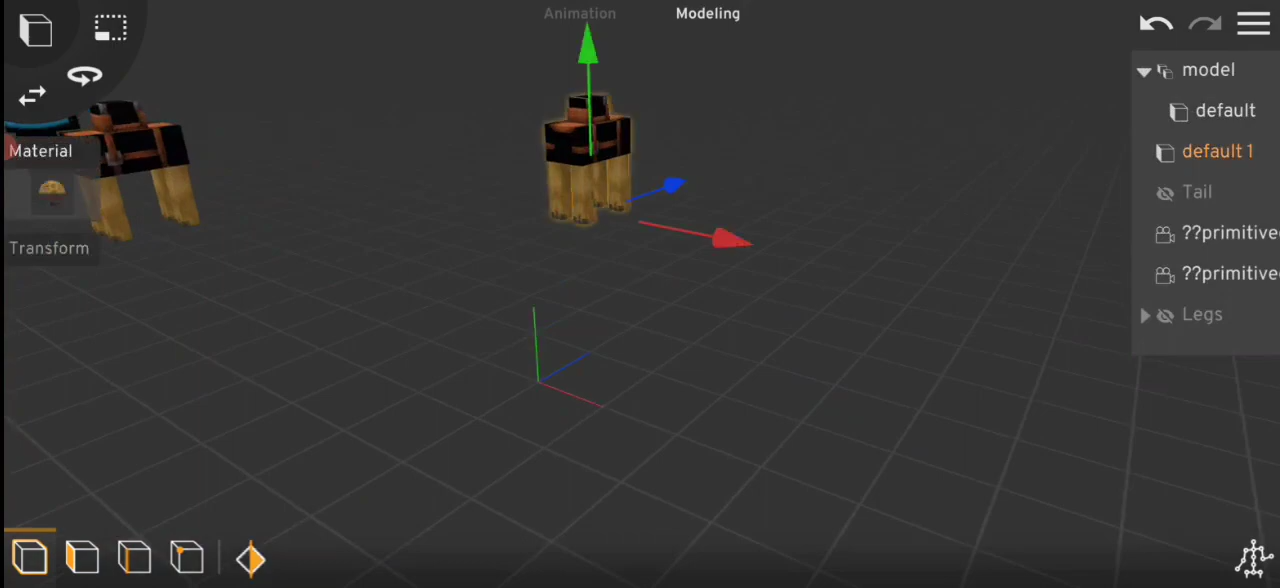 Animation
Modeling
model
default
default 1
Material
Tail
??primitive
Transform
??primitive
Legs